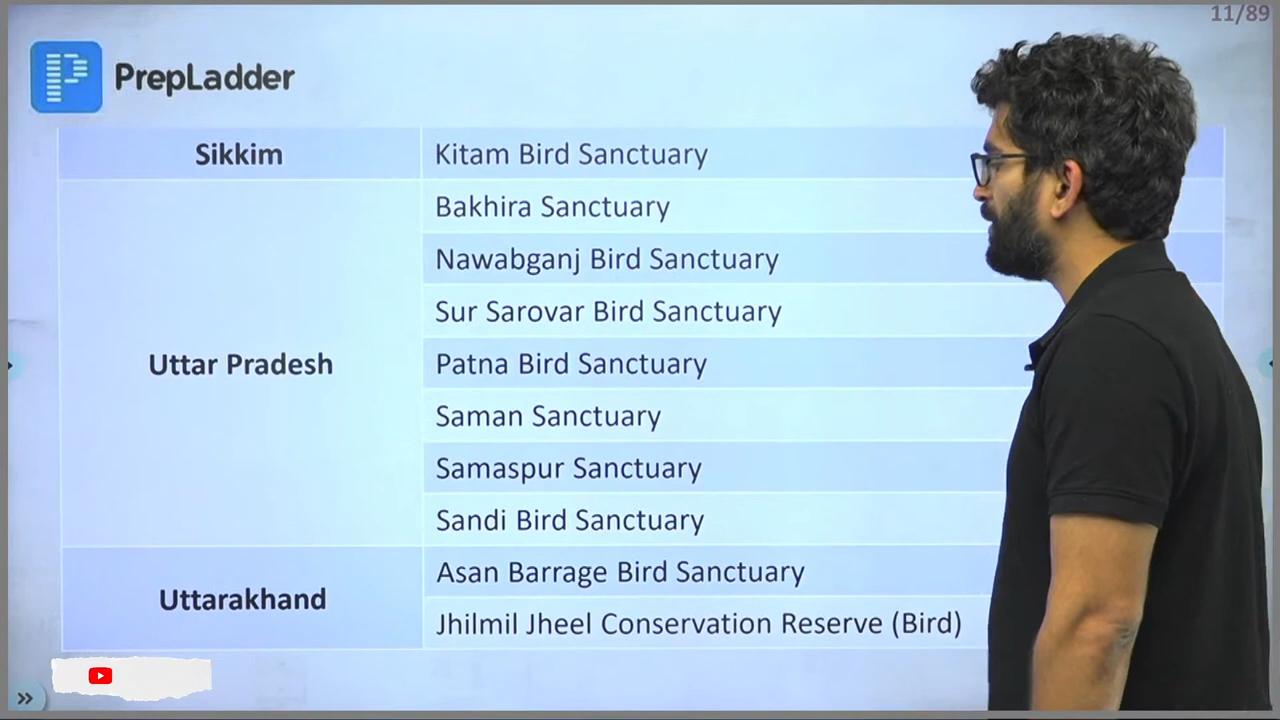 11/89
PrepLadder
Sikkim
Kitam Bird Sanctuary
Uttar Pradesh
Bakhira Sanctuary
Nawabganj Bird Sanctuary
Sur Sarovar Bird Sanctuary
Patna Bird Sanctuary
Saman Sanctuary
Samaspur Sanctuary
Sandi Bird Sanctuary
Uttarakhand
Asan Barrage Bird Sanctuary
Jhilmil Jheel Conservation Reserve (Bird)